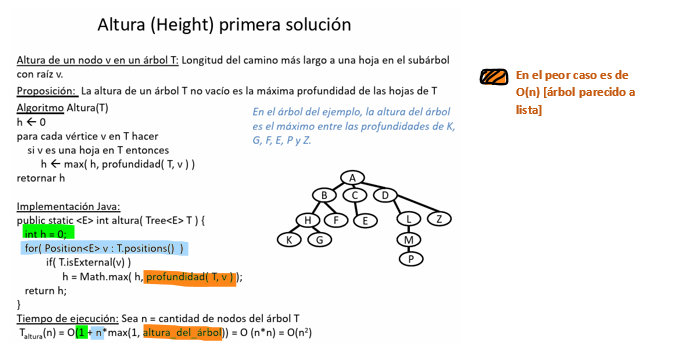 Altura (Height) primera solución
Altura de un nodo v en un árbol T: Longitud del camino más largo a una hoja en el subárbol
con raíz v.
Proposición: La altura de un árbol T no vacío es la máxima profundidad de las hojas de T
Algoritmo Altura(T)
h ← 0
para cada vértice v en T hacer
si v es una hoja en T entonces
h ← max( h, profundidad( T, v ) )
retornar h
En el árbol del ejemplo, la altura del árbol
es el máximo entre las profundidades de K,
G, F, E, P y Z.
Implementación Java:
public static <E> int altura( Tree<E> T ) {
int h = 0;
for( Position<E> v : T.positions() )
if( T.isExternal(v) )
h = Math.max( h, profundidad( T, v ) );
return h;
}
Tiempo de ejecución: Sea n = cantidad de nodos del árbol T
Taltura(n) = O(1 + n*max(1, altura_del_árbol)) = O (n*n) = O(n²)
A
B C D
H F E L Z
K G M
P
En el peor caso es de
O(n) [árbol parecido a
lista]